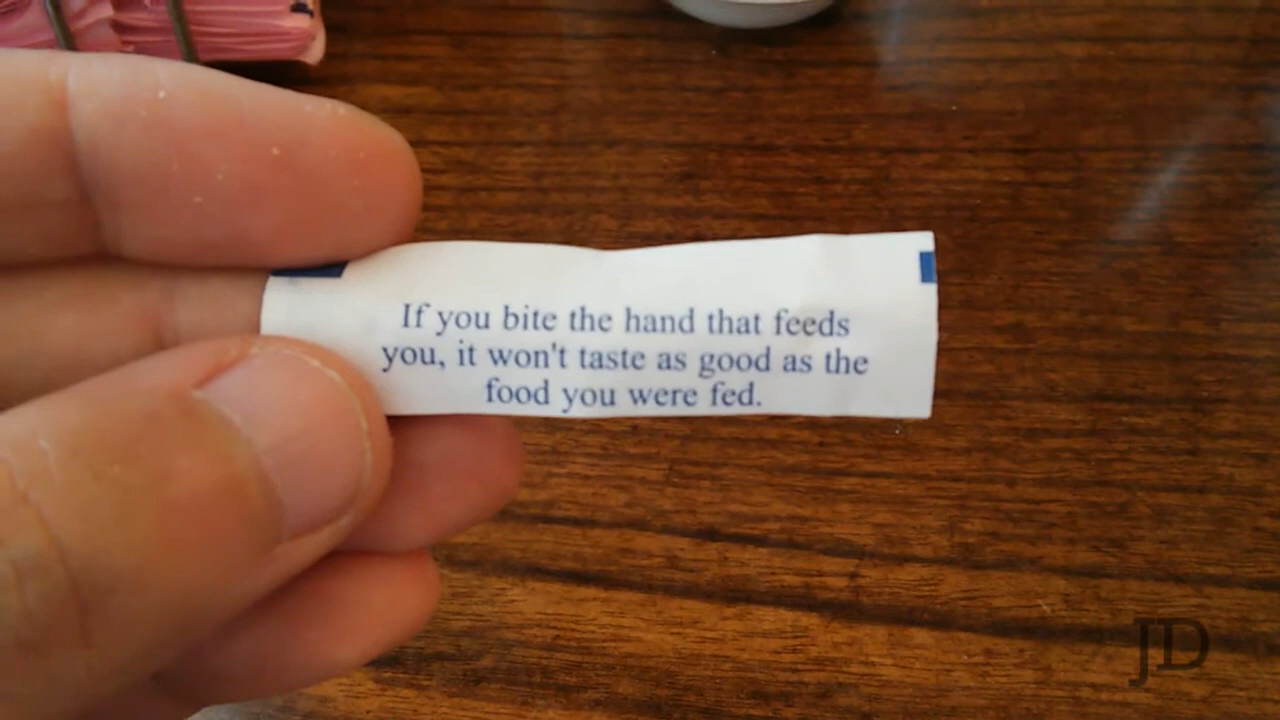 If you bite the hand that feeds
you, it won't taste as good as the
food you were fed.
JD